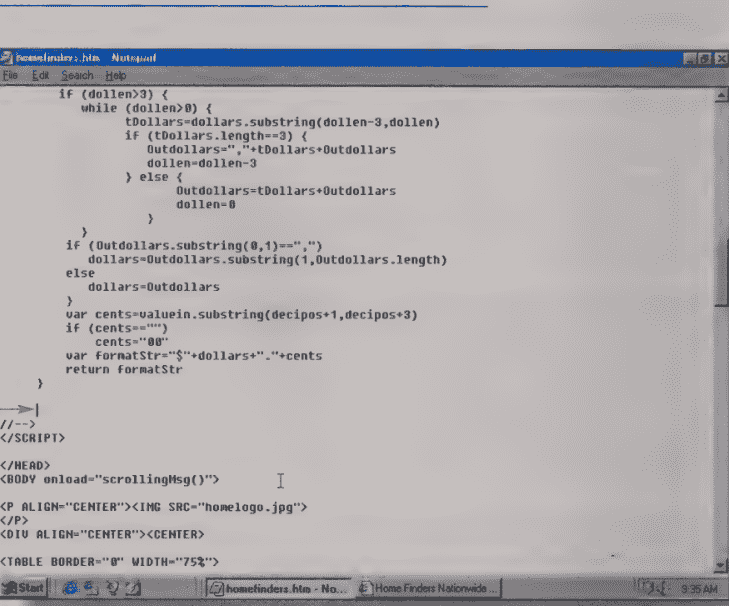 homefinders.htm - Notepad
File Edit Search Help
if (dollen>3) {
while (dollen>0) {
tDollars=dollars.substring(dollen-3,dollen)
if (tDollars.length==3) {
Outdollars=","+tDollars+Outdollars
dollen=dollen-3
} else {
Outdollars=tDollars+Outdollars
dollen=0
}
}
if (Outdollars.substring(0,1)==",")
dollars=Outdollars.substring(1,Outdollars.length)
else
dollars=Outdollars
}
var cents=valuein.substring(decipos+1,decipos+3)
if (cents=="")
cents="00"
var formatStr="$"+dollars+"."+cents
return formatStr
}
//-->
</SCRIPT>
</HEAD>
<BODY onload="scrollingMsg()">
<P ALIGN="CENTER"><IMG SRC="homelogo.jpg">
</P>
<DIV ALIGN="CENTER"><CENTER>
<TABLE BORDER="0" WIDTH="75%">
Start homefinders.htm - No... Home Finders Nationwide ... 9:35 AM